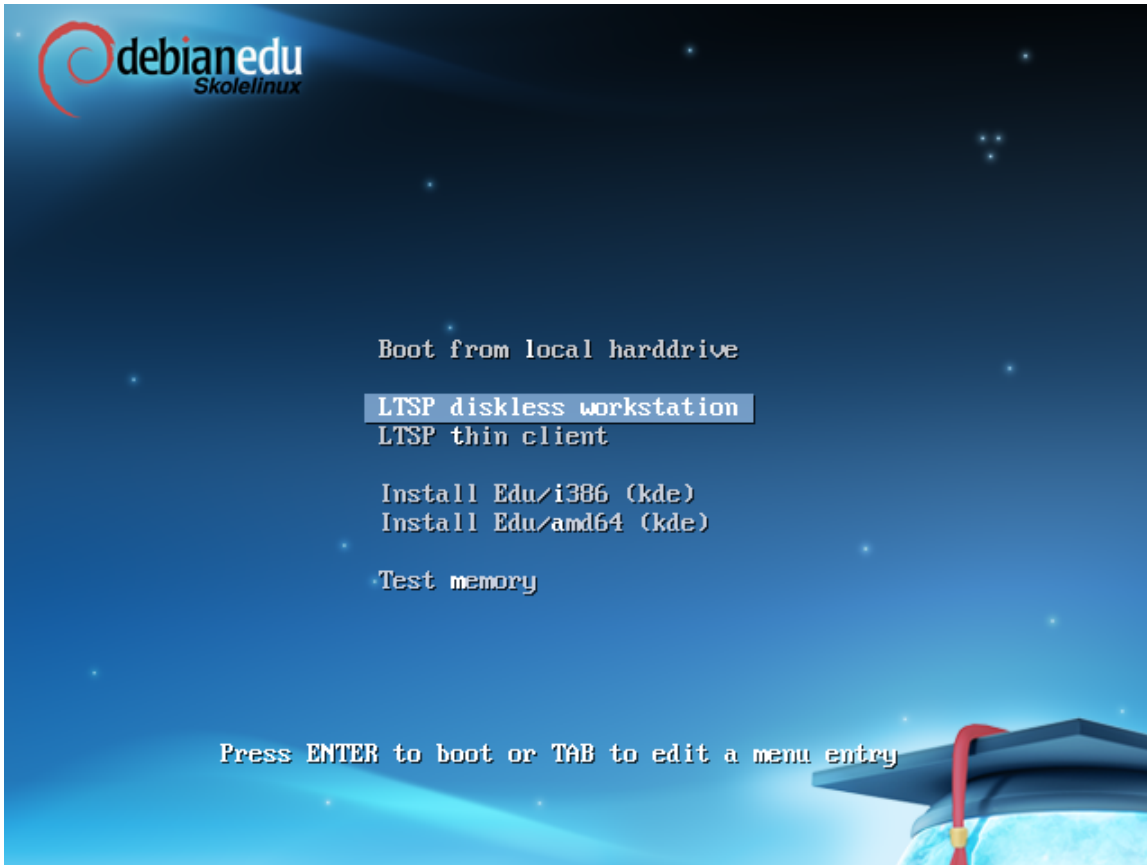 debianedu
Skolelinux
Boot from local harddrive
LTSP diskless workstation
LTSP thin client
Install Edu/i386 (kde)
Install Edu/amd64 (kde)
Test memory
Press ENTER to boot or TAB to edit a menu entry